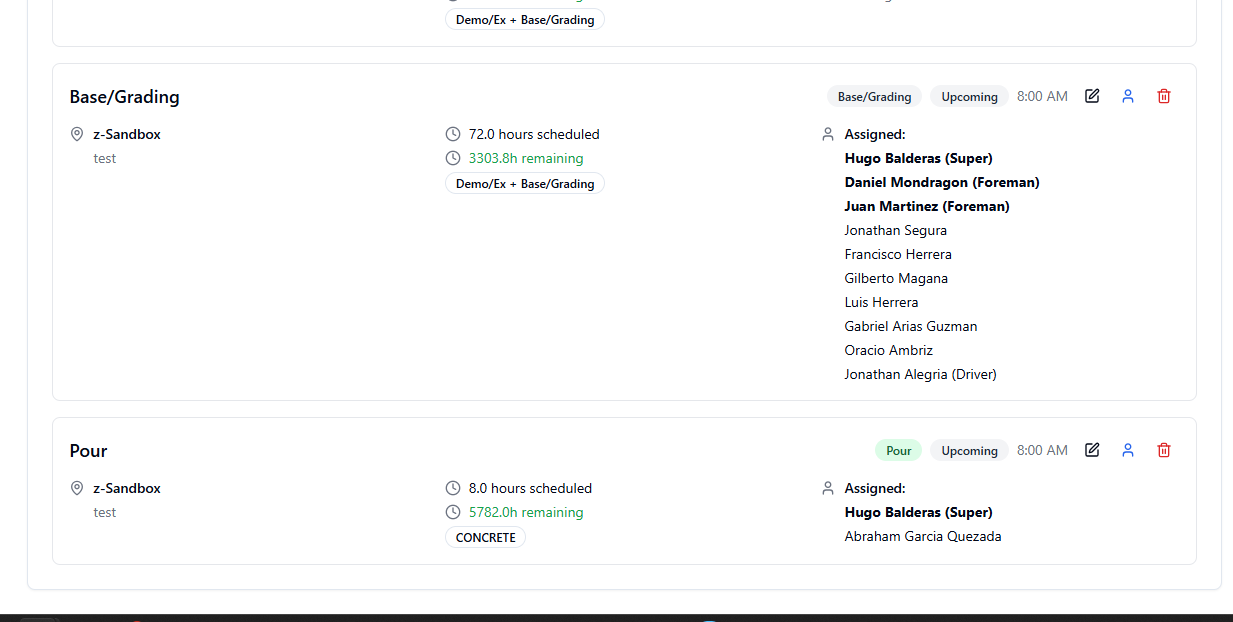 Demo/Ex + Base/Grading
Base/Grading
Base/Grading
Upcoming
8:00 AM
z-Sandbox
test
72.0 hours scheduled
3303.8h remaining
Demo/Ex + Base/Grading
Assigned:
Hugo Balderas (Super)
Daniel Mondragon (Foreman)
Juan Martinez (Foreman)
Jonathan Segura
Francisco Herrera
Gilberto Magana
Luis Herrera
Gabriel Arias Guzman
Oracio Ambriz
Jonathan Alegria (Driver)
Pour
Pour
Upcoming
8:00 AM
z-Sandbox
test
8.0 hours scheduled
5782.0h remaining
CONCRETE
Assigned:
Hugo Balderas (Super)
Abraham Garcia Quezada